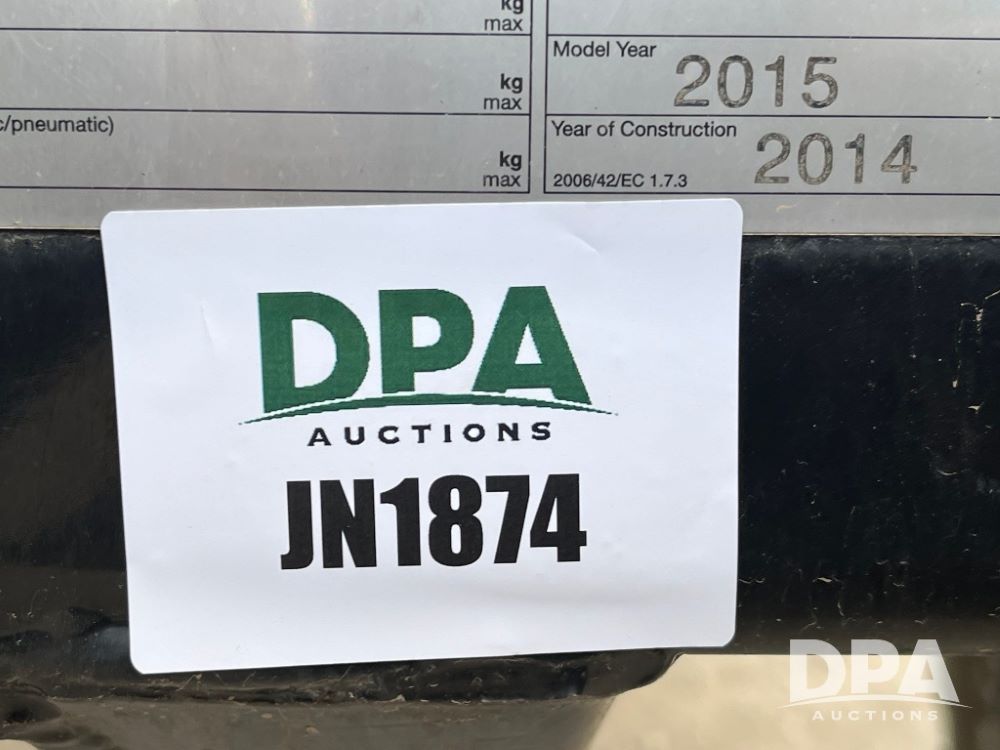 kg
max
Model Year 2015
kg
max
c/pneumatic)
Year of Construction 2014
kg
max
2006/42/EC 1.7.3
DPA
AUCTIONS
JN1874
DPA
AUCTIONS